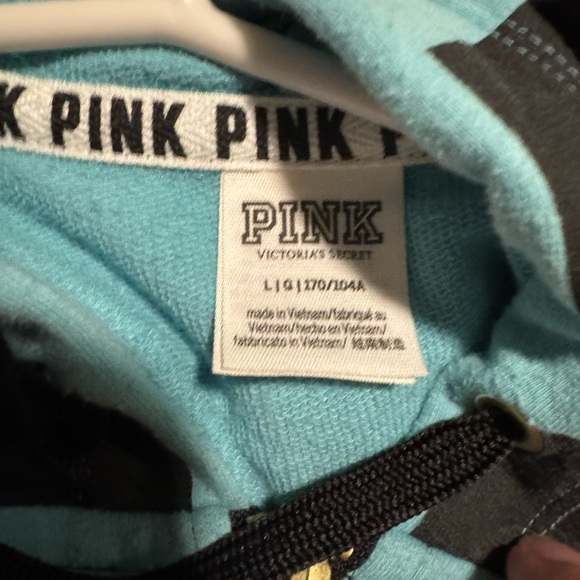 K PINK PINK P
PINK
VICTORIA'S SECRET
L | G | 170/104A
made in Vietnam/fabriqué au
Vietnam/hecho en Vietnam/
fabbricato in Vietnam/ 越南制造